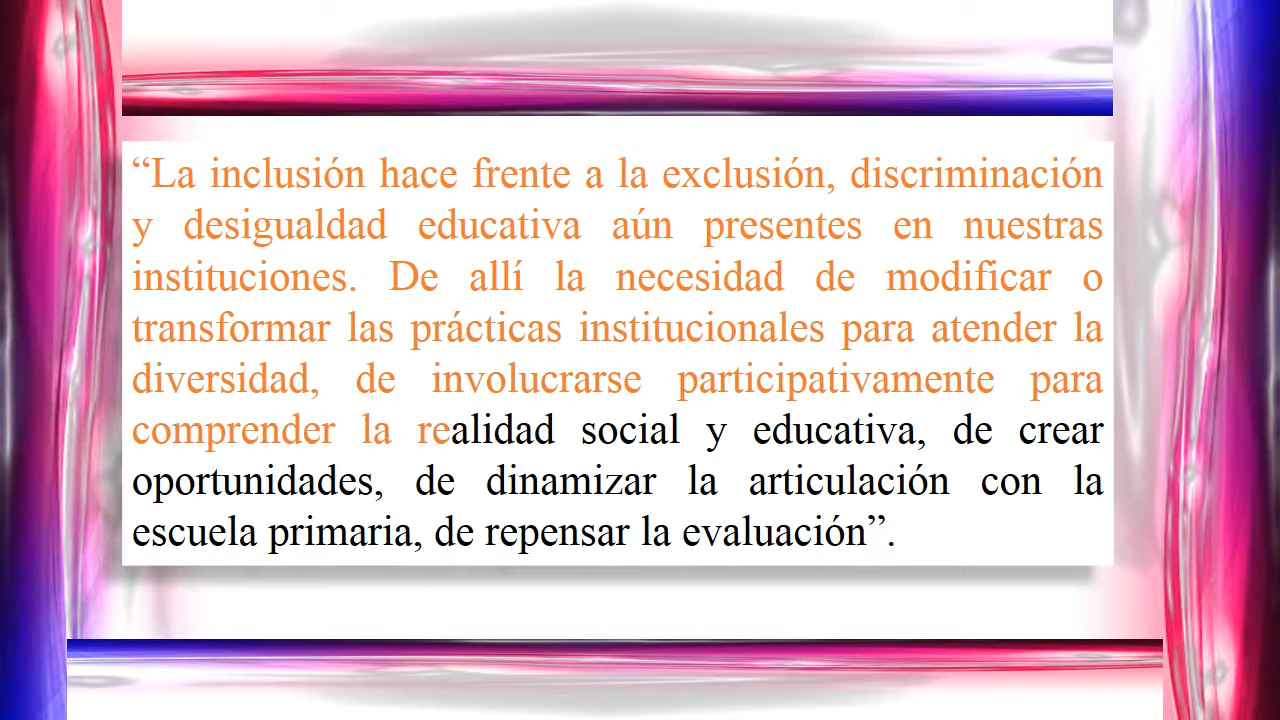 “La inclusión hace frente a la exclusión, discriminación
y desigualdad educativa aún presentes en nuestras
instituciones. De allí la necesidad de modificar o
transformar las prácticas institucionales para atender la
diversidad, de involucrarse participativamente para
comprender la realidad social y educativa, de crear
oportunidades, de dinamizar la articulación con la
escuela primaria, de repensar la evaluación”.